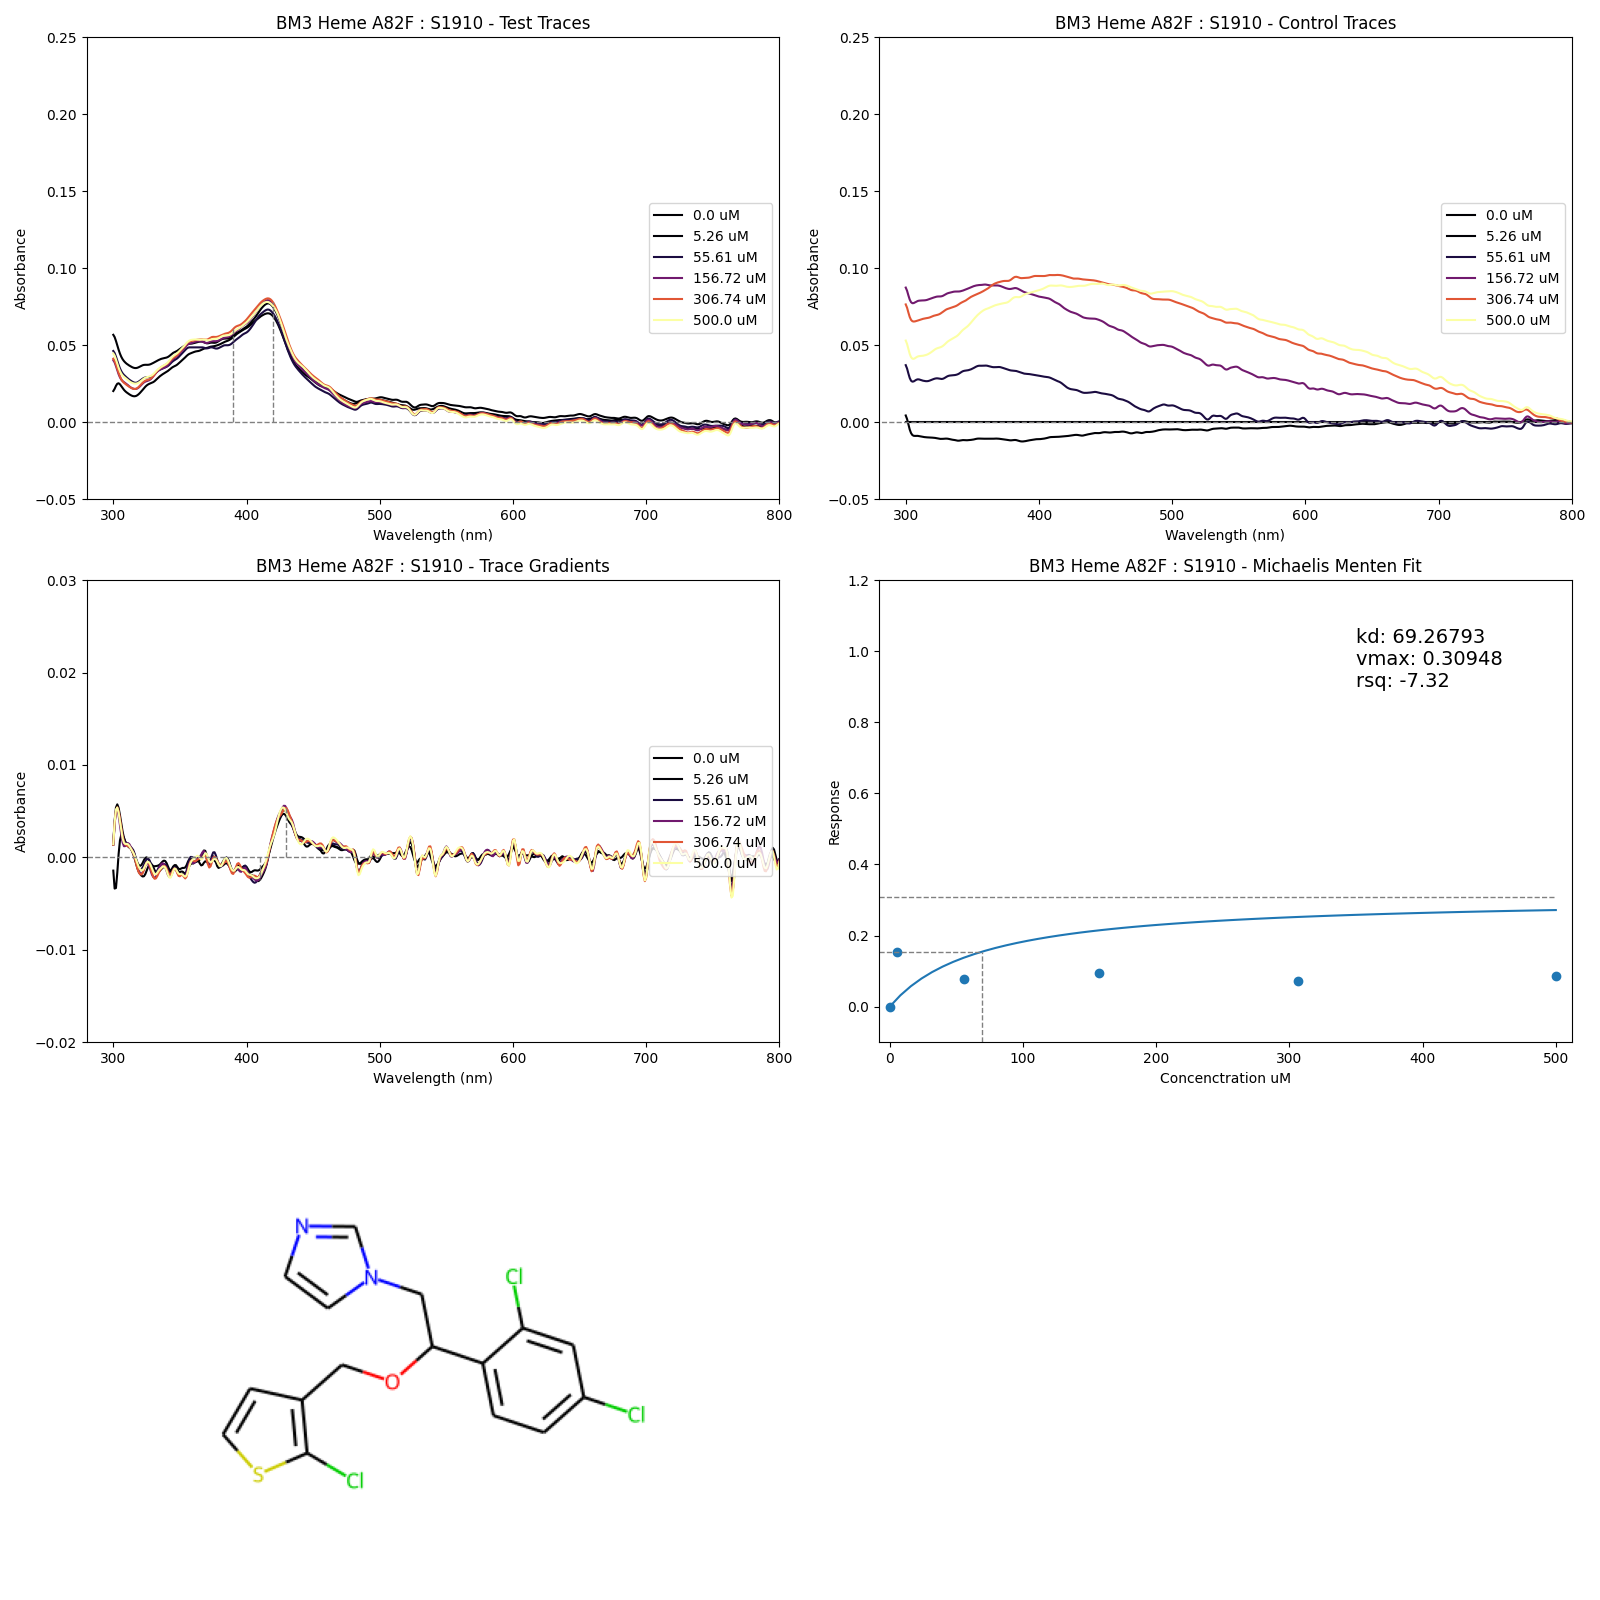 BM3 Heme A82F : S1910 - Test Traces
Absorbance
0.25
0.20
0.15
0.10
0.05
0.00
−0.05
300 400 500 600 700 800
Wavelength (nm)
0.0 uM
5.26 uM
55.61 uM
156.72 uM
306.74 uM
500.0 uM
BM3 Heme A82F : S1910 - Control Traces
Absorbance
0.25
0.20
0.15
0.10
0.05
0.00
−0.05
300 400 500 600 700 800
Wavelength (nm)
0.0 uM
5.26 uM
55.61 uM
156.72 uM
306.74 uM
500.0 uM
BM3 Heme A82F : S1910 - Trace Gradients
Absorbance
0.03
0.02
0.01
0.00
−0.01
−0.02
300 400 500 600 700 800
Wavelength (nm)
0.0 uM
5.26 uM
55.61 uM
156.72 uM
306.74 uM
500.0 uM
BM3 Heme A82F : S1910 - Michaelis Menten Fit
Response
1.2
1.0
0.8
0.6
0.4
0.2
0.0
0 100 200 300 400 500
Concenctration uM
kd: 69.26793
vmax: 0.30948
rsq: -7.32
N
N
Cl
O
Cl
S
Cl